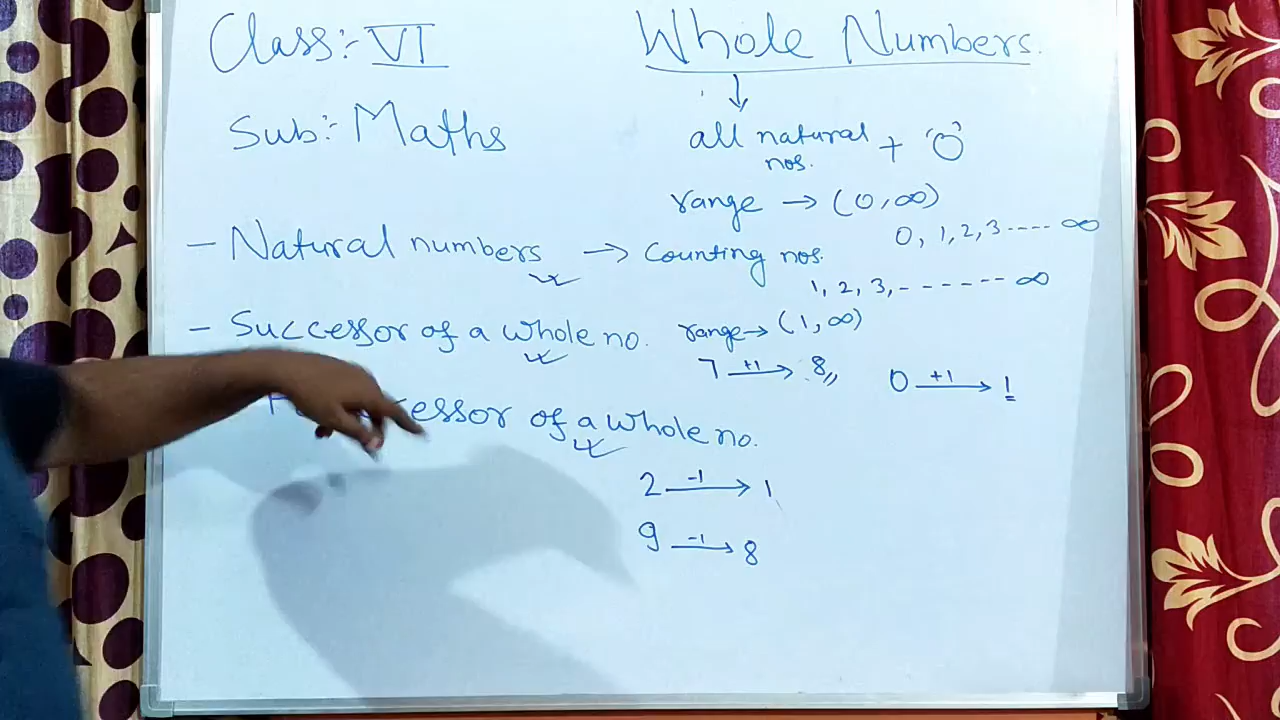 Class:- VI
Sub:- Maths
Whole Numbers.
↓
all natural nos. + '0'
range → (0, ∞)
0, 1, 2, 3 ---- ∞
- Natural numbers → Counting nos.
1, 2, 3, ------ ∞
range → (1, ∞)
- Successor of a whole no.
7 +1→ 8,,
0 +1→ 1
essor of a whole no.
2 -1→ 1
9 -1→ 8